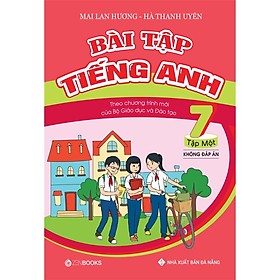 MAI LAN HƯƠNG - HÀ THANH UYÊN
BÀI TẬP
TIẾNG ANH
Theo chương trình mới
của Bộ Giáo dục và Đào tạo
7
Tập Một
KHÔNG ĐÁP ÁN
ZENBOOKS
NHÀ XUẤT BẢN ĐÀ NẴNG